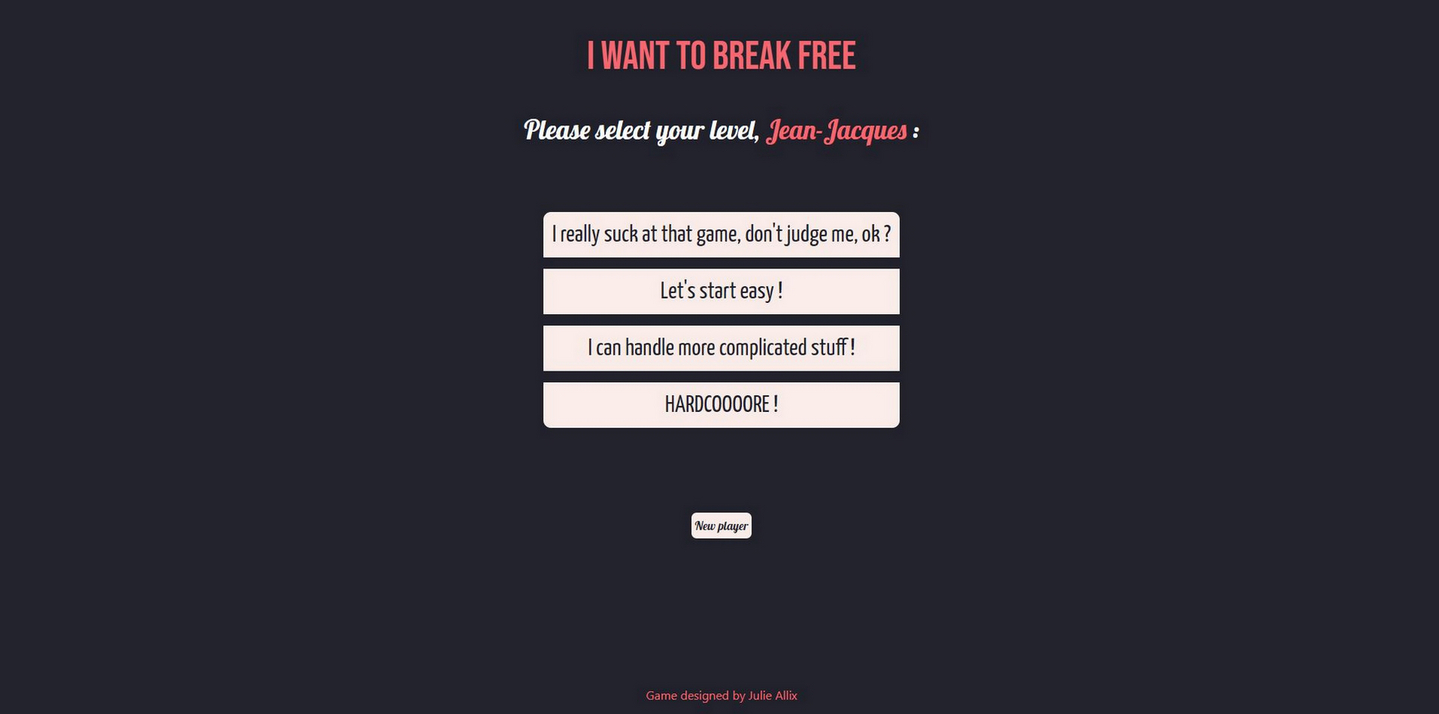 I WANT TO BREAK FREE
Please select your level, Jean-Jacques :
I really suck at that game, don't judge me, ok ?
Let's start easy !
I can handle more complicated stuff !
HARDCOOOORE !
New player
Game designed by Julie Allix